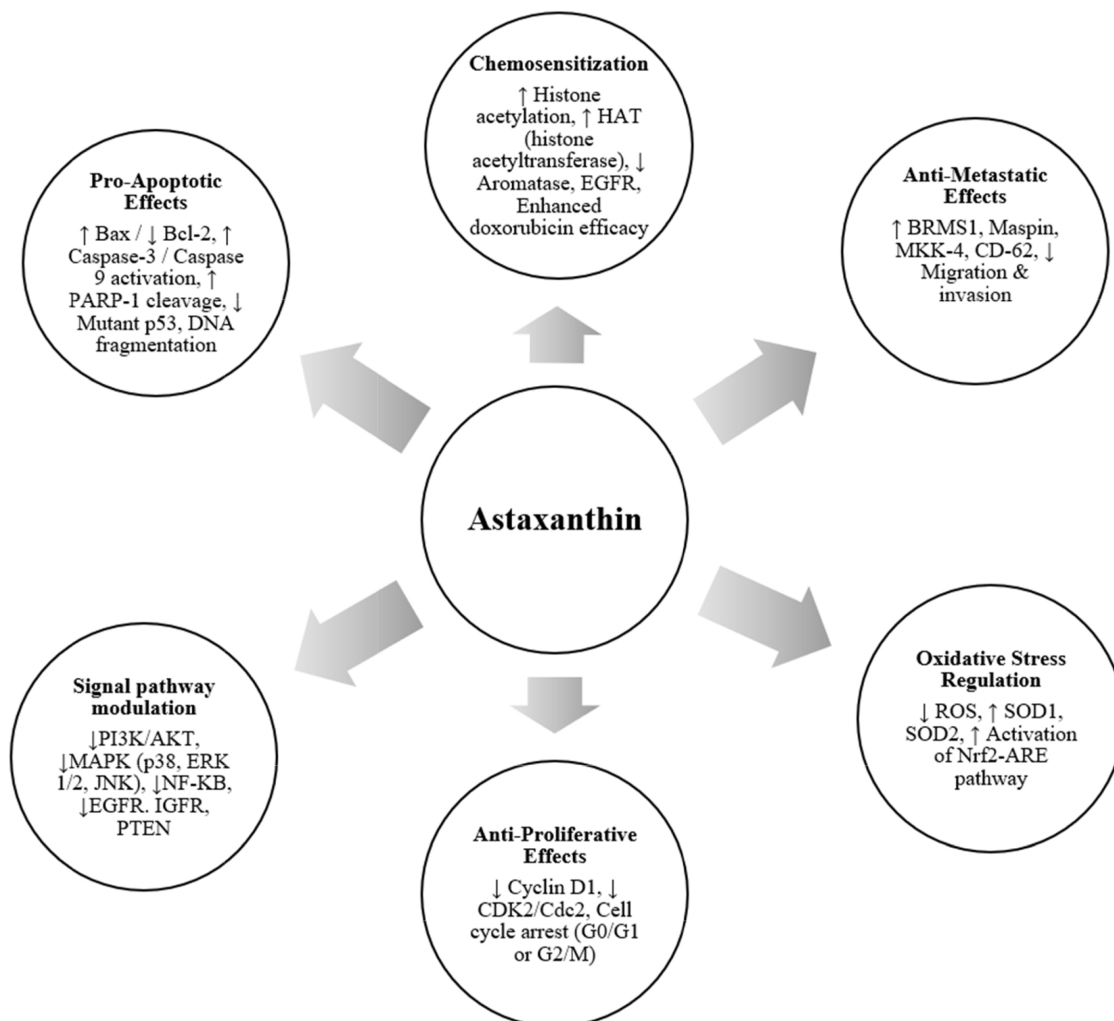 Chemosensitization
↑ Histone
acetylation, ↑ HAT
(histone
acetyltransferase), ↓
Aromatase, EGFR,
Enhanced
doxorubicin efficacy
Pro-Apoptotic
Effects
↑ Bax / ↓ Bcl-2, ↑
Caspase-3 / Caspase
9 activation, ↑
PARP-1 cleavage, ↓
Mutant p53, DNA
fragmentation
Anti-Metastatic
Effects
↑ BRMS1, Maspin,
MKK-4, CD-62, ↓
Migration &
invasion
Astaxanthin
Signal pathway
modulation
↓PI3K/AKT,
↓MAPK (p38, ERK
1/2, JNK), ↓NF-KB,
↓EGFR. IGFR,
PTEN
Oxidative Stress
Regulation
↓ ROS, ↑ SOD1,
SOD2, ↑ Activation
of Nrf2-ARE
pathway
Anti-Proliferative
Effects
↓ Cyclin D1, ↓
CDK2/Cdc2, Cell
cycle arrest (G0/G1
or G2/M)